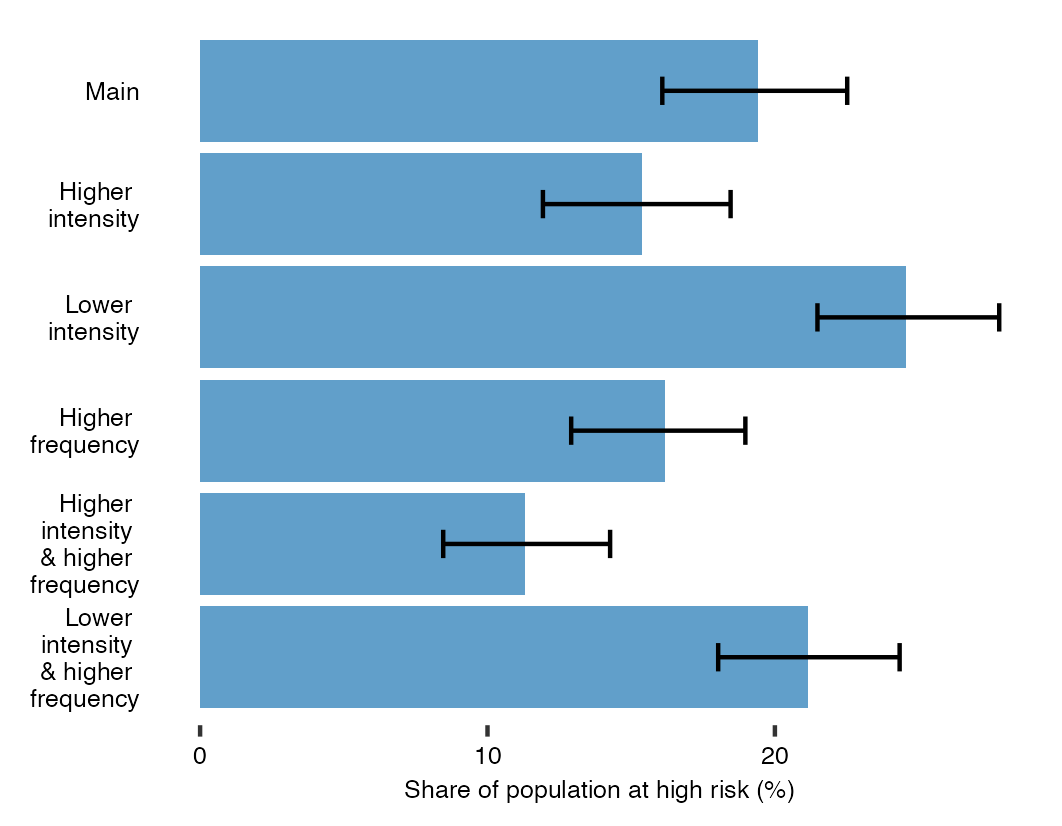 Main
Higher
intensity
Lower
intensity
Higher
frequency
Higher
intensity
& higher
frequency
Lower
intensity
& higher
frequency
0 10 20
Share of population at high risk (%)